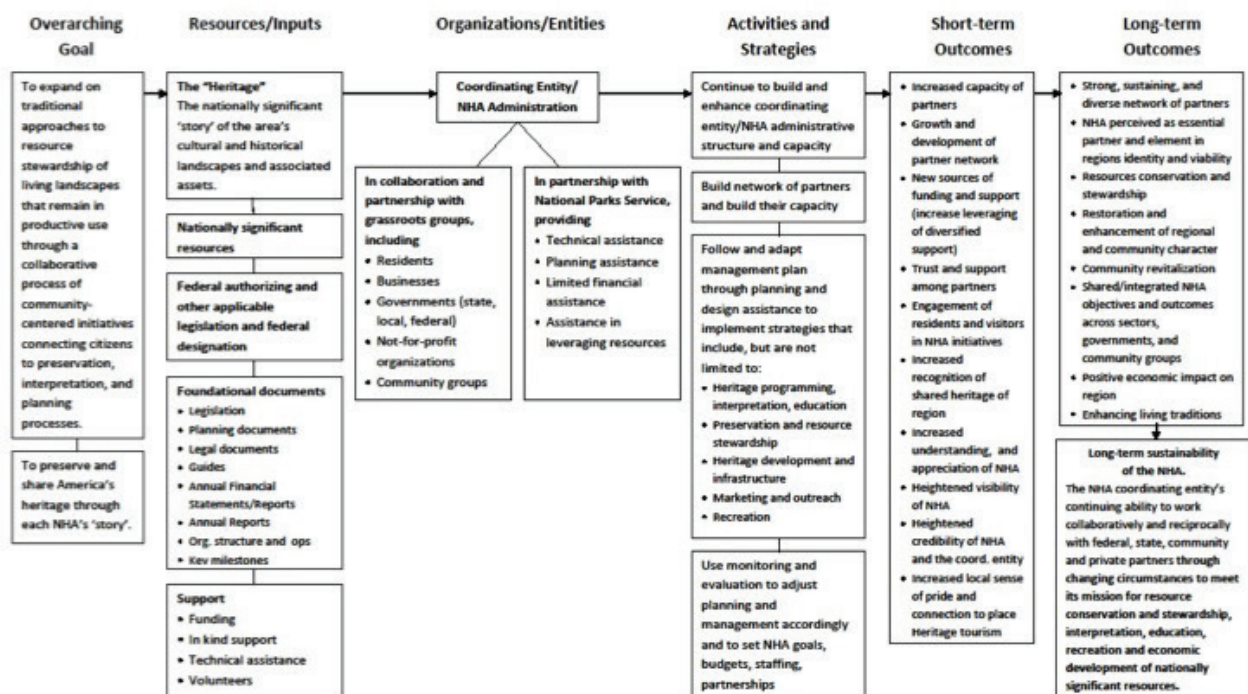 Overarching
Goal
Resources/Inputs
Organizations/Entities
Activities and
Strategies
Short-term
Outcomes
Long-term
Outcomes
To expand on
traditional
approaches to
resource
stewardship of
living landscapes
that remain in
productive use
through a
collaborative
process of
community-
centered initiatives
connecting citizens
to preservation,
interpretation, and
planning
processes.
To preserve and
share America's
heritage through
each NHA's 'story'.
The "Heritage"
The nationally significant
'story' of the area's
cultural and historical
landscapes and associated
assets.
Nationally significant
resources
Federal authorizing and
other applicable
legislation and federal
designation
Foundational documents
• Legislation
• Planning documents
• Legal documents
• Guides
• Annual Financial
Statements/Reports
• Annual Reports
• Org. structure and ops
• Key milestones
Support
• Funding
• In kind support
• Technical assistance
• Volunteers
Coordinating Entity/
NHA Administration
In collaboration and
partnership with
grassroots groups,
including
• Residents
• Businesses
• Governments (state,
local, federal)
• Not-for-profit
organizations
• Community groups
In partnership with
National Parks Service,
providing
• Technical assistance
• Planning assistance
• Limited financial
assistance
• Assistance in
leveraging resources
Continue to build and
enhance coordinating
entity/NHA administrative
structure and capacity
Build network of partners
and build their capacity
Follow and adapt
management plan
through planning and
design assistance to
implement strategies that
include, but are not
limited to:
• Heritage programming,
interpretation, education
• Preservation and resource
stewardship
• Heritage development and
infrastructure
• Marketing and outreach
• Recreation
Use monitoring and
evaluation to adjust
planning and
management accordingly
and to set NHA goals,
budgets, staffing,
partnerships
• Increased capacity of
partners
• Growth and
development of
partner network
• New sources of
funding and support
(increase leveraging
of diversified
support)
• Trust and support
among partners
• Engagement of
residents and visitors
in NHA initiatives
• Increased
recognition of
shared heritage of
region
• Increased
understanding, and
appreciation of NHA
• Heightened visibility
of NHA
• Heightened
credibility of NHA
and the coord. entity
• Increased local sense
of pride and
connection to place
Heritage tourism
• Strong, sustaining, and
diverse network of partners
• NHA perceived as essential
partner and element in
regions identity and viability
• Resources conservation and
stewardship
• Restoration and
enhancement of regional
and community character
• Community revitalization
• Shared/integrated NHA
objectives and outcomes
across sectors,
governments, and
community groups
• Positive economic impact on
region
• Enhancing living traditions
Long-term sustainability
of the NHA.
The NHA coordinating entity's
continuing ability to work
collaboratively and reciprocally
with federal, state, community
and private partners through
changing circumstances to meet
its mission for resource
conservation and stewardship,
interpretation, education,
recreation and economic
development of nationally
significant resources.